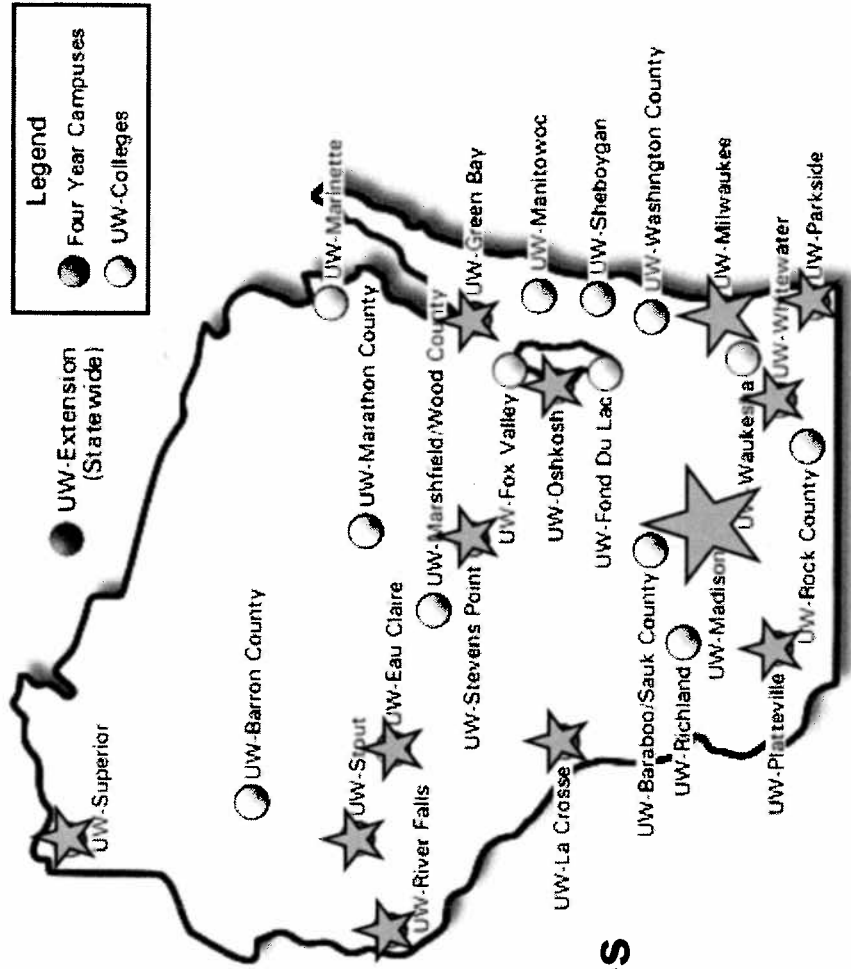 Legend
Four Year Campuses
UW-Colleges
UW-Extension
(Statewide)
UW-Superior
UW-Barron County
UW-Marinette
UW-Marathon County
UW-Stout
UW-Eau Claire
UW-River Falls
UW-Marshfield/Wood County
UW-Stevens Point
UW-Green Bay
UW-Fox Valley
UW-Oshkosh
UW-Manitowoc
UW-La Crosse
UW-Fond Du Lac
UW-Sheboygan
UW-Baraboo/Sauk County
UW-Washington County
UW-Richland
UW-Madison
UW-Milwaukee
UW-Waukesha
UW-Platteville
UW-Whitewater
UW-Rock County
UW-Parkside
S